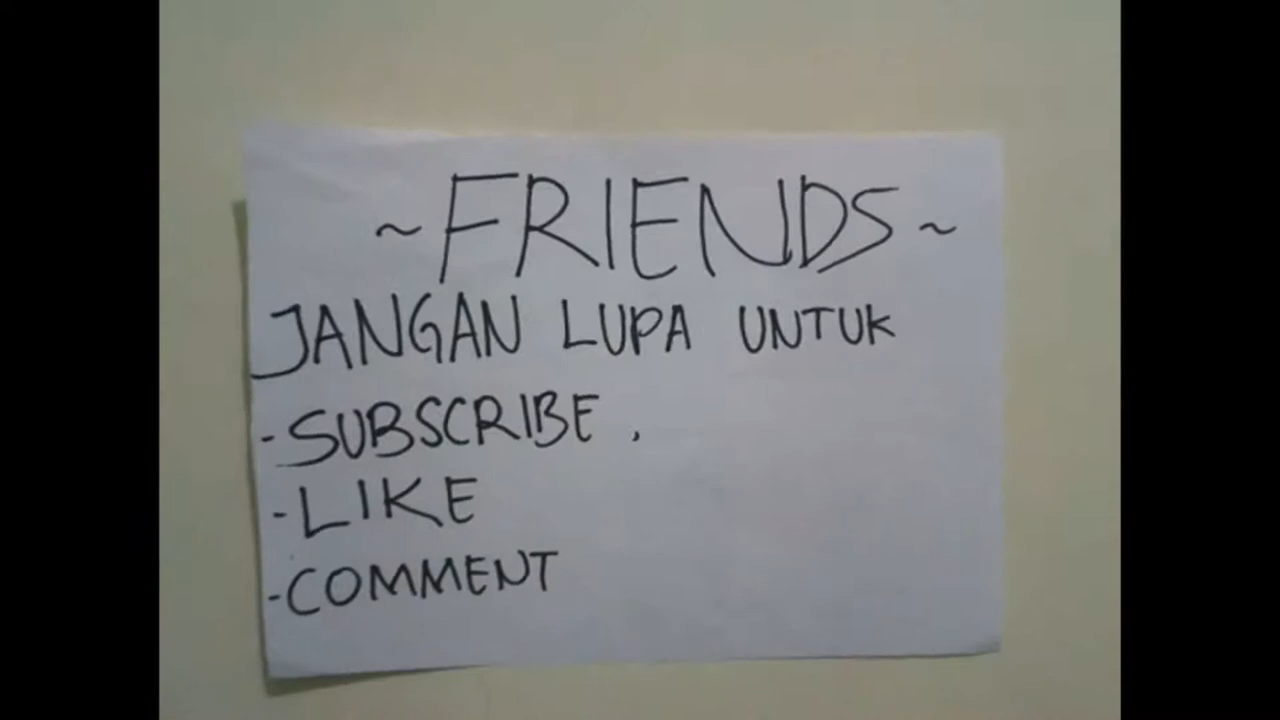 ~FRIENDS~
JANGAN LUPA UNTUK
-SUBSCRIBE,
-LIKE
-COMMENT